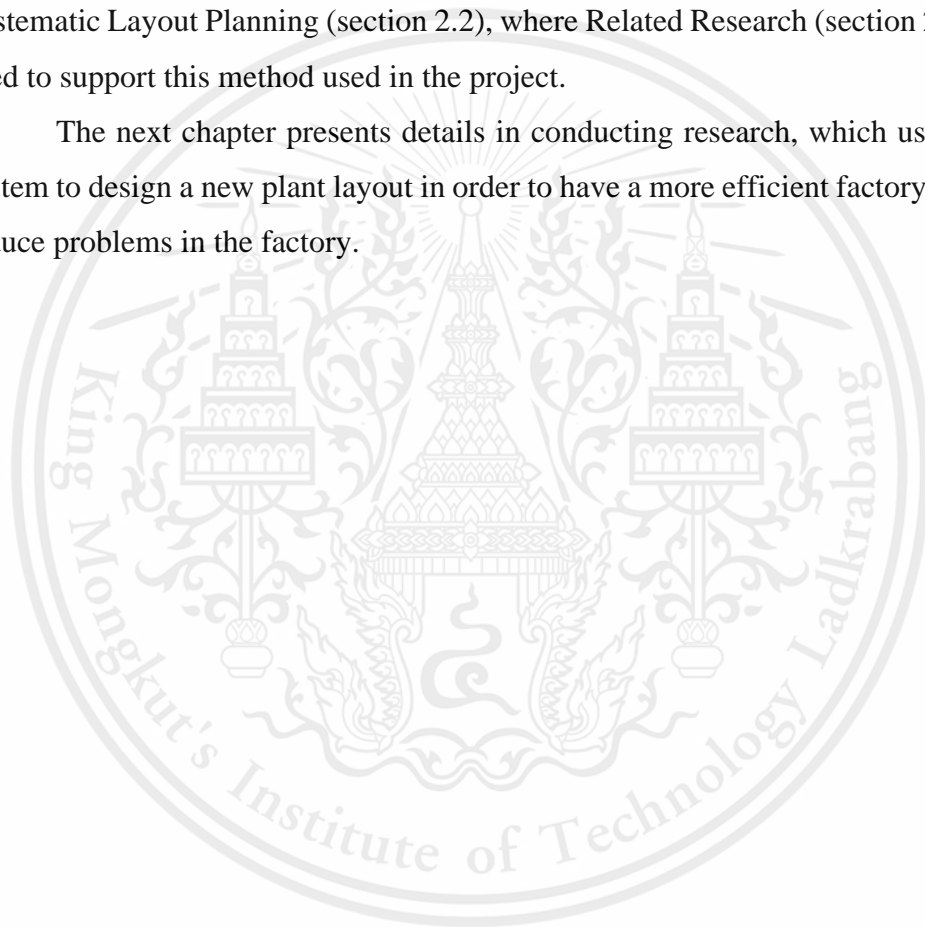 stematic Layout Planning (section 2.2), where Related Research (section
ed to support this method used in the project.
The next chapter presents details in conducting research, which us
tem to design a new plant layout in order to have a more efficient factory
uce problems in the factory.
King Mongkut's Institute of Technology Ladkrabang